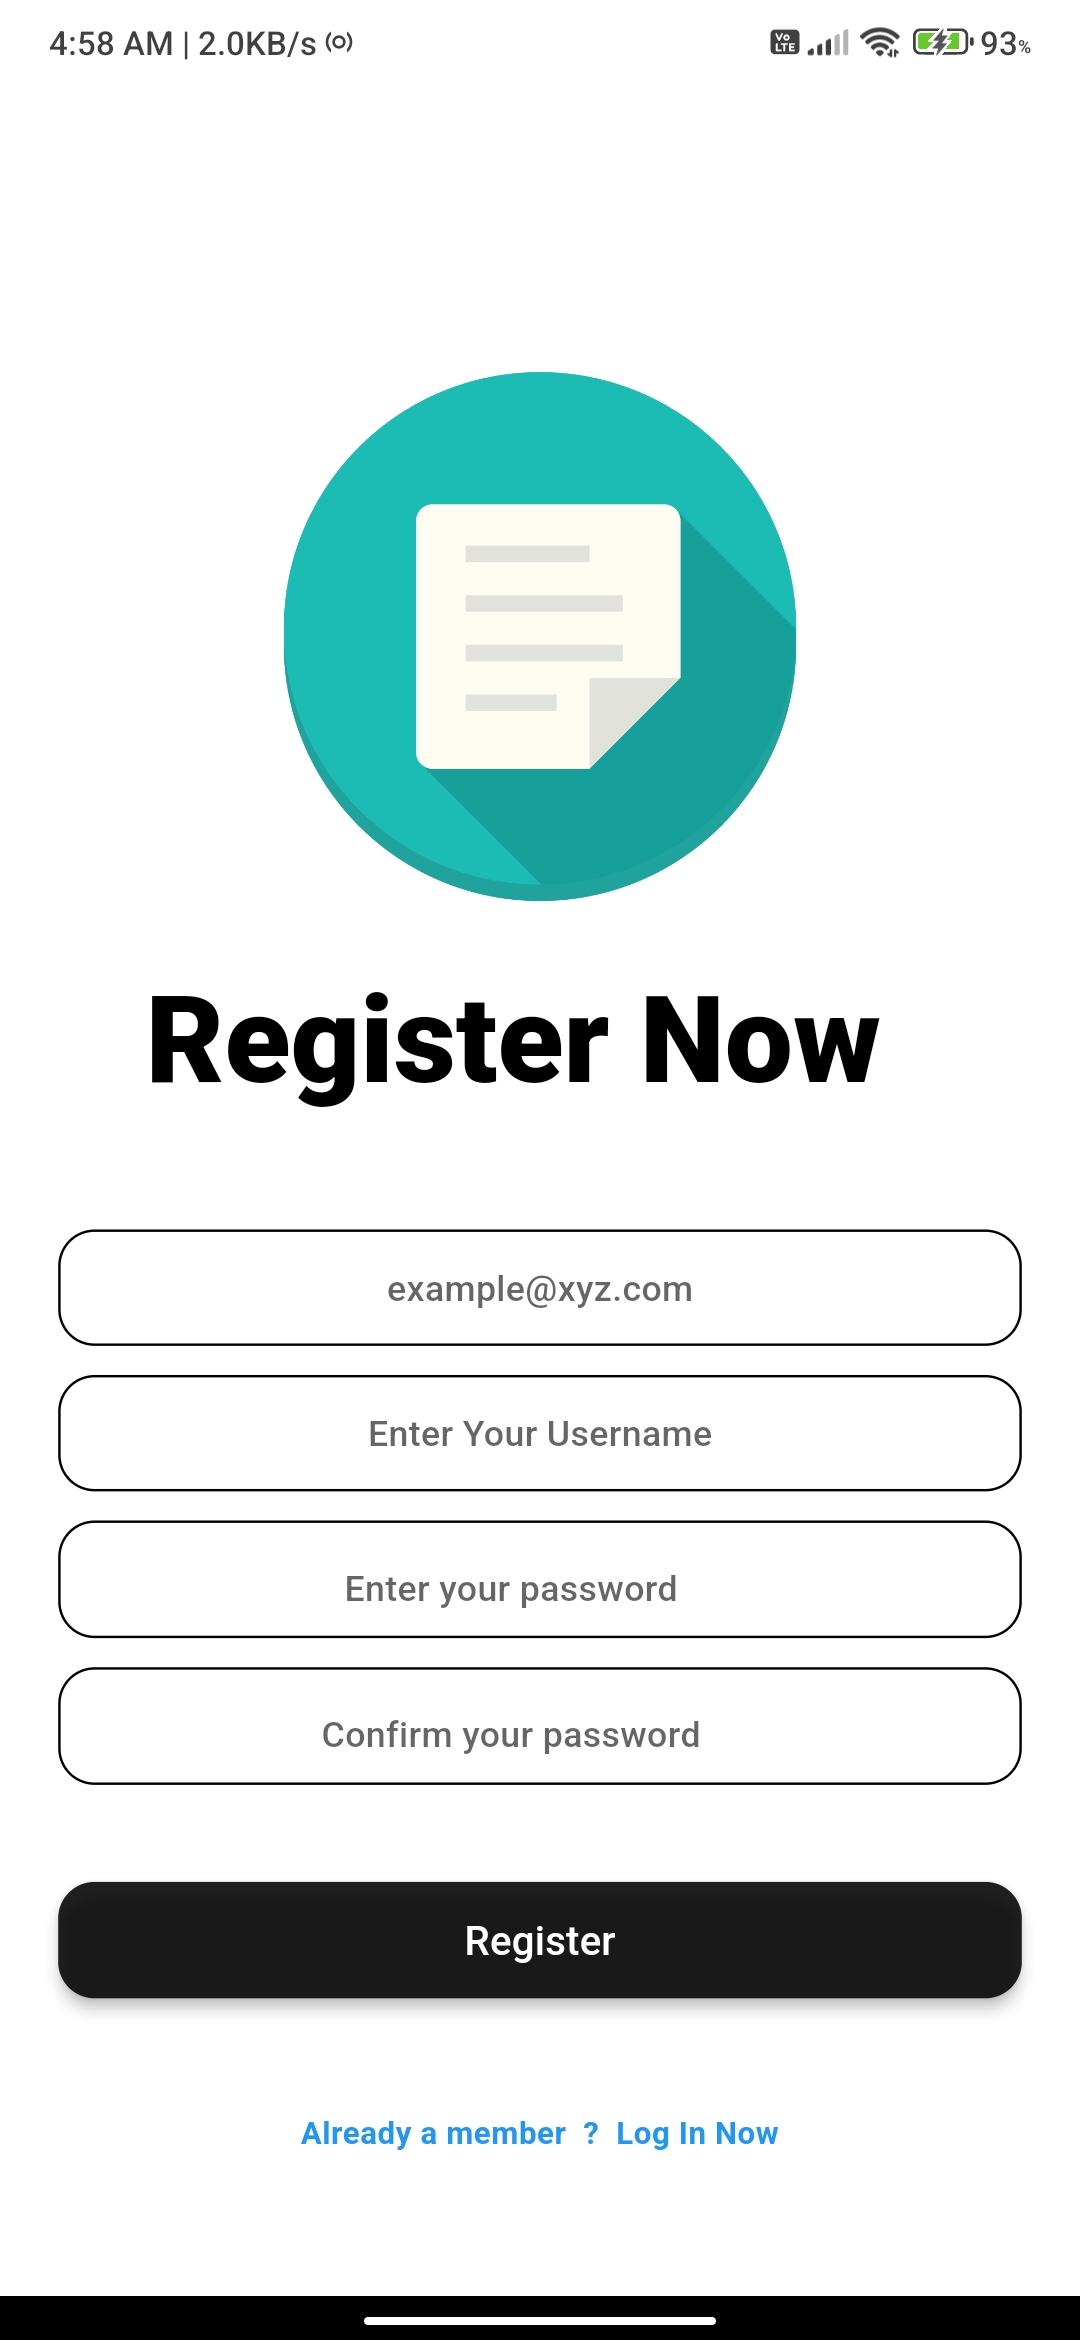 4:58 AM | 2.0KB/s
Vo LTE
93%
Register Now
example@xyz.com
Enter Your Username
Enter your password
Confirm your password
Register
Already a member ? Log In Now